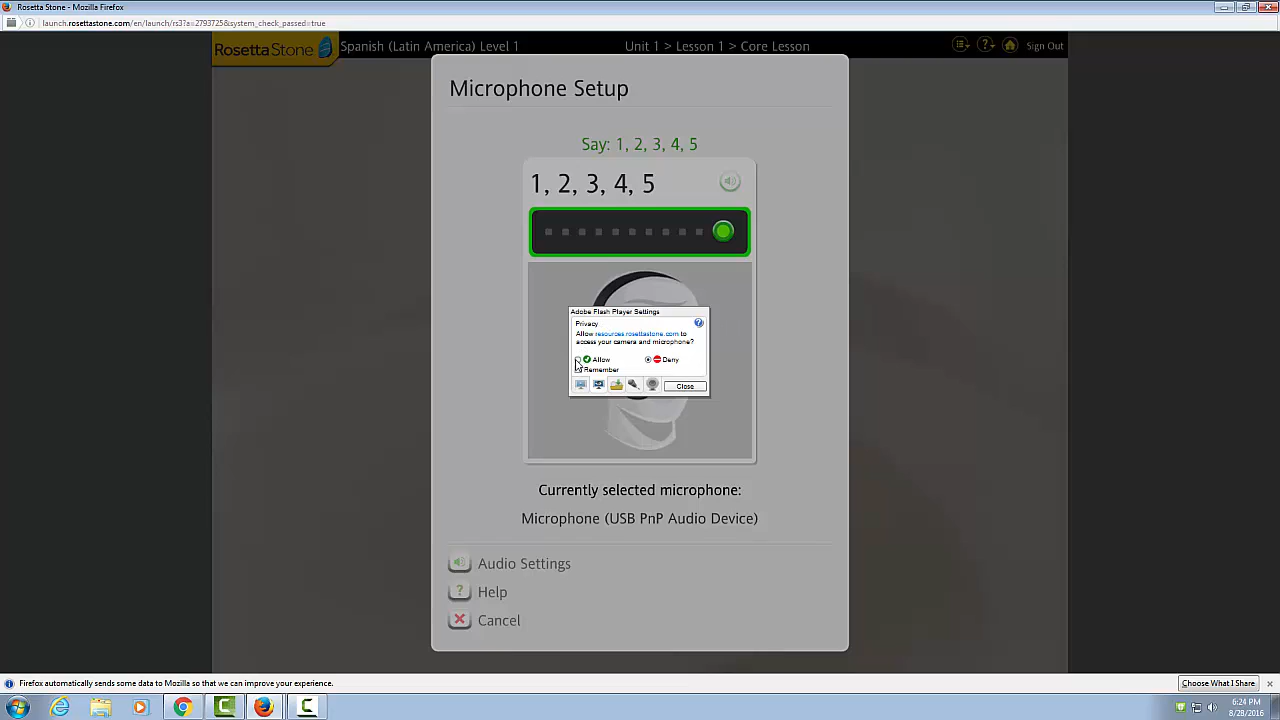 Rosetta Stone - Mozilla Firefox
launch.rosettastone.com/en/launch/rs3?a=2793725&system_check_passed=true
RosettaStone
Spanish (Latin America) Level 1
Unit 1 > Lesson 1 > Core Lesson
Sign Out
Microphone Setup
Say: 1, 2, 3, 4, 5
1, 2, 3, 4, 5
Adobe Flash Player Settings
Privacy
Allow resources.rosettastone.com to
access your camera and microphone?
Allow
Deny
Remember
Close
Currently selected microphone:
Microphone (USB PnP Audio Device)
Audio Settings
Help
Cancel
Firefox automatically sends some data to Mozilla so that we can improve your experience.
Choose What I Share
6:24 PM
8/28/2016